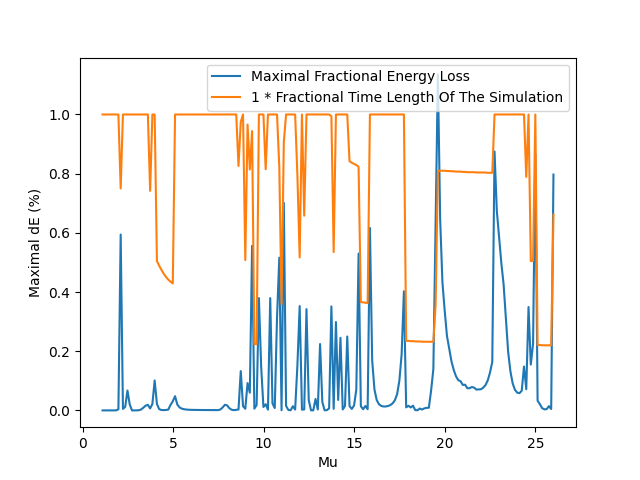 Maximal Fractional Energy Loss
1 * Fractional Time Length Of The Simulation
Maximal dE (%)
1.0
0.8
0.6
0.4
0.2
0.0
0 5 10 15 20 25
Mu